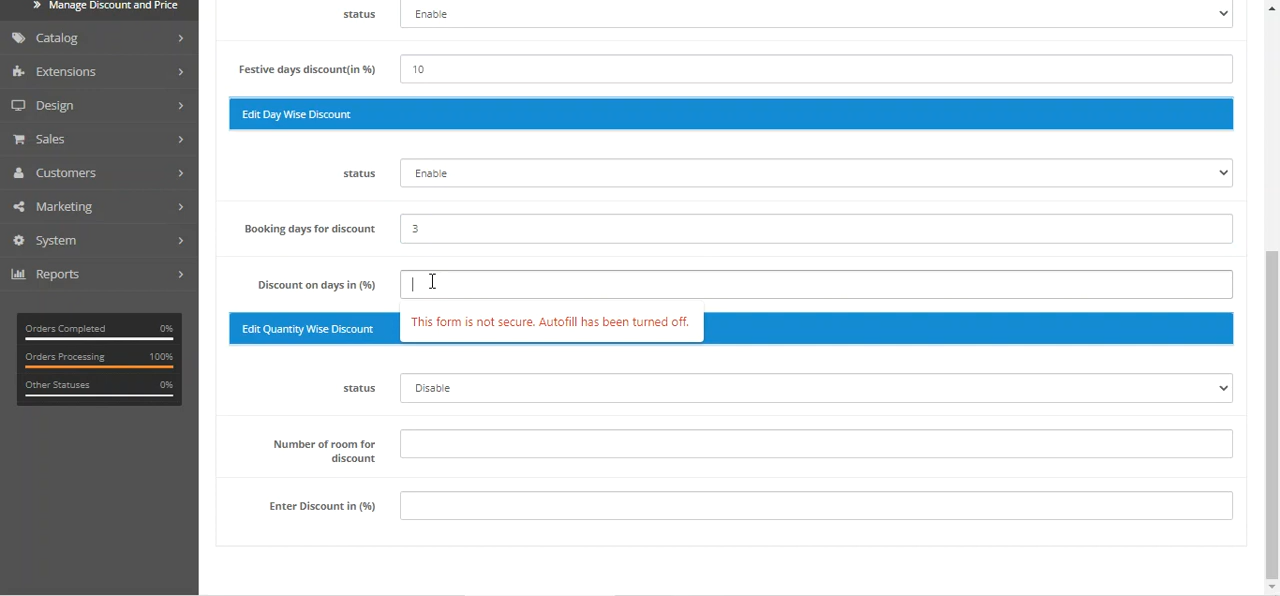 Manage Discount and Price
Catalog
Extensions
Design
Sales
Customers
Marketing
System
Reports
Orders Completed 0%
Orders Processing 100%
Other Statuses 0%
status Enable
Festive days discount(in %) 10
Edit Day Wise Discount
status Enable
Booking days for discount 3
Discount on days in (%)
This form is not secure. Autofill has been turned off.
Edit Quantity Wise Discount
status Disable
Number of room for
discount
Enter Discount in (%)